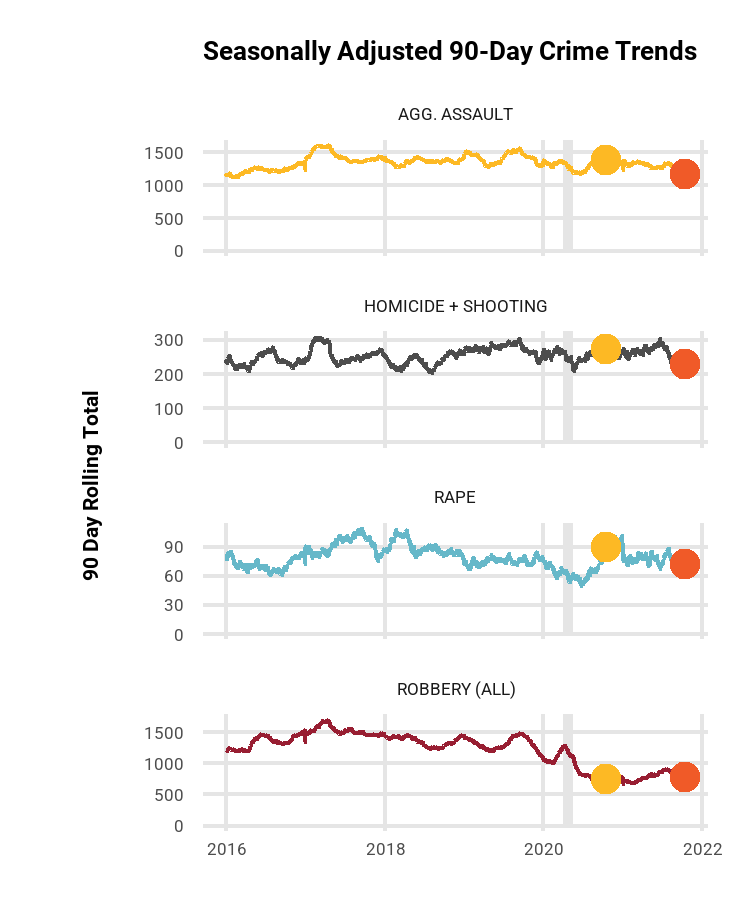 Seasonally Adjusted 90-Day Crime Trends
AGG. ASSAULT
1500
1000
500
0
HOMICIDE + SHOOTING
300
200
100
0
90 Day Rolling Total
RAPE
90
60
30
0
ROBBERY (ALL)
1500
1000
500
0
2016 2018 2020 2022